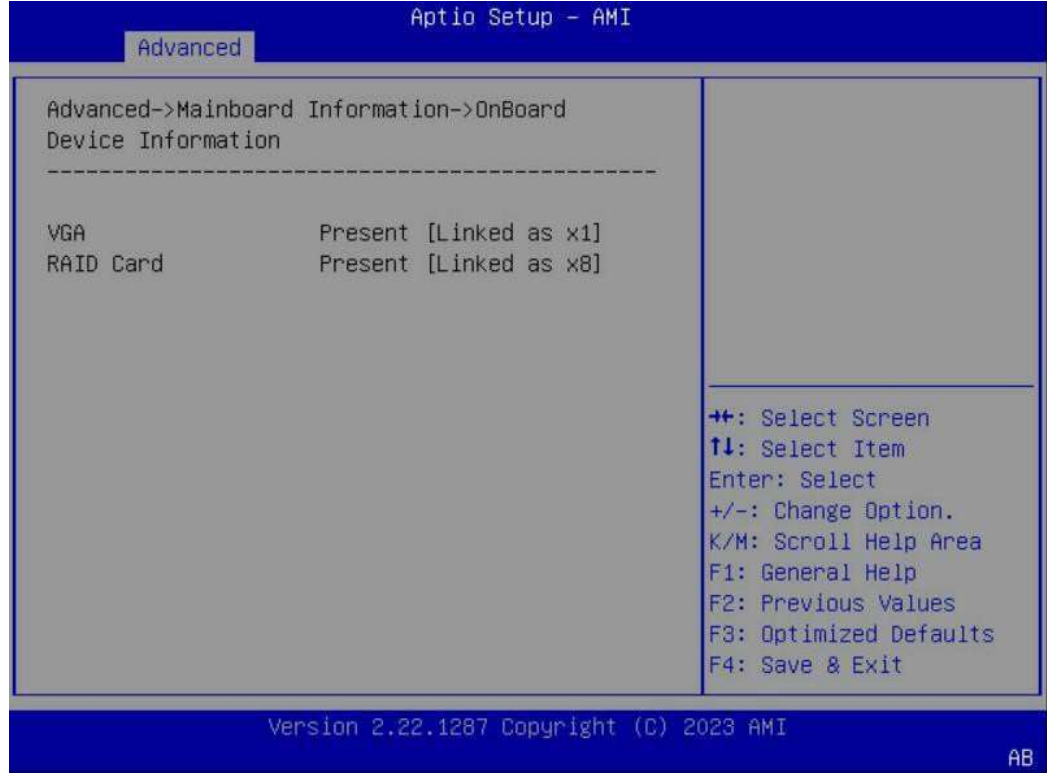 Aptio Setup - AMI
Advanced
Advanced->Mainboard Information->OnBoard
Device Information
-----------------------------------------------
VGA Present [Linked as x1]
RAID Card Present [Linked as x8]
→←: Select Screen
↑↓: Select Item
Enter: Select
+/-: Change Option.
K/M: Scroll Help Area
F1: General Help
F2: Previous Values
F3: Optimized Defaults
F4: Save & Exit
Version 2.22.1287 Copyright (C) 2023 AMI
AB